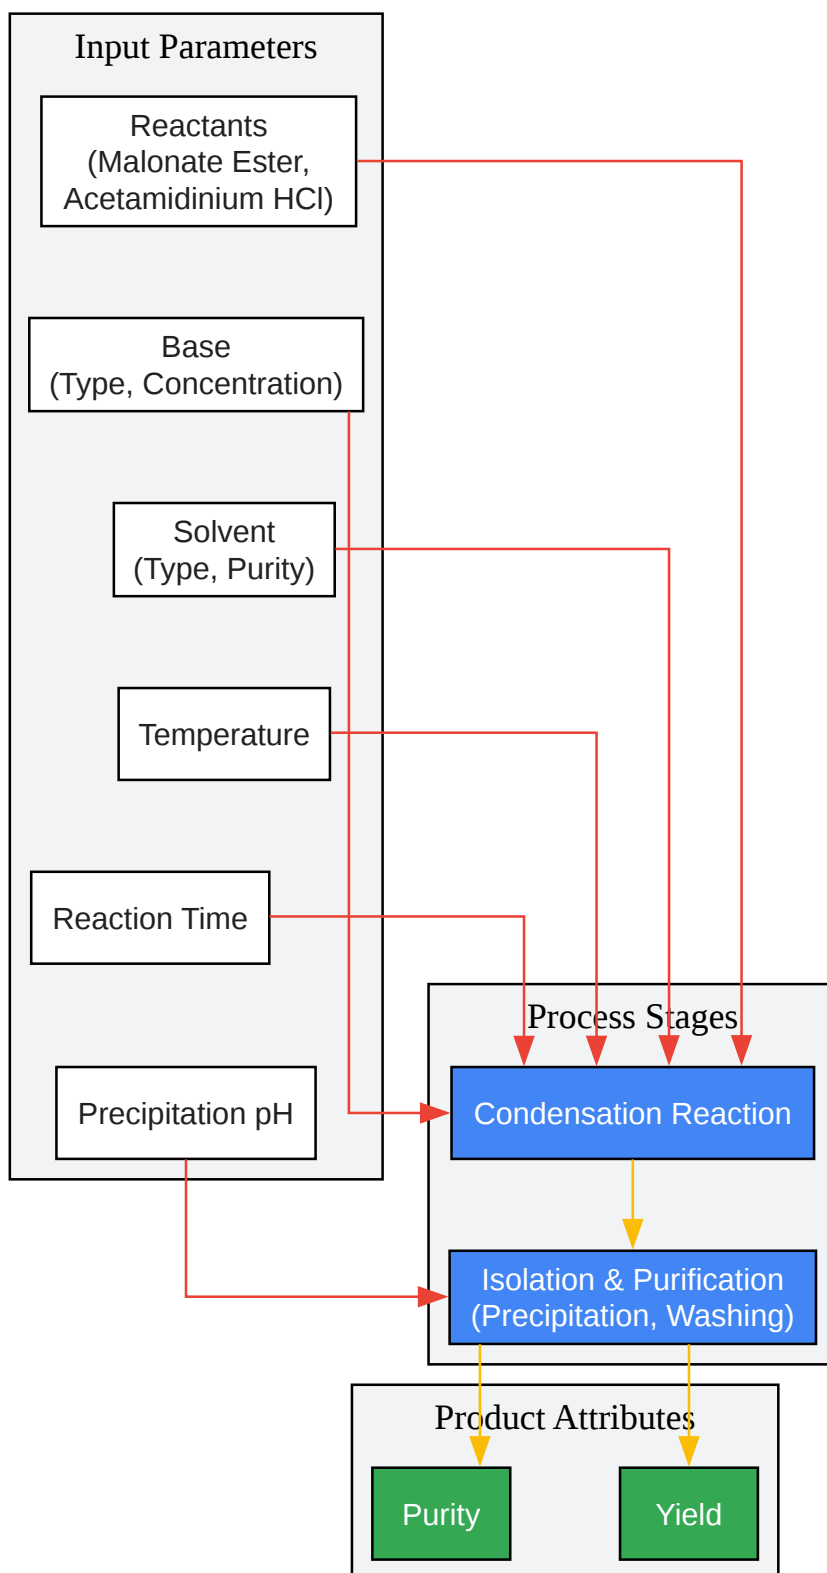 Input Parameters
Reactants
(Malonate Ester,
Acetamidinium HCl)
Base
(Type, Concentration)
Solvent
(Type, Purity)
Temperature
Reaction Time
Precipitation pH
Process Stages
Condensation Reaction
Isolation & Purification
(Precipitation, Washing)
Product Attributes
Purity
Yield